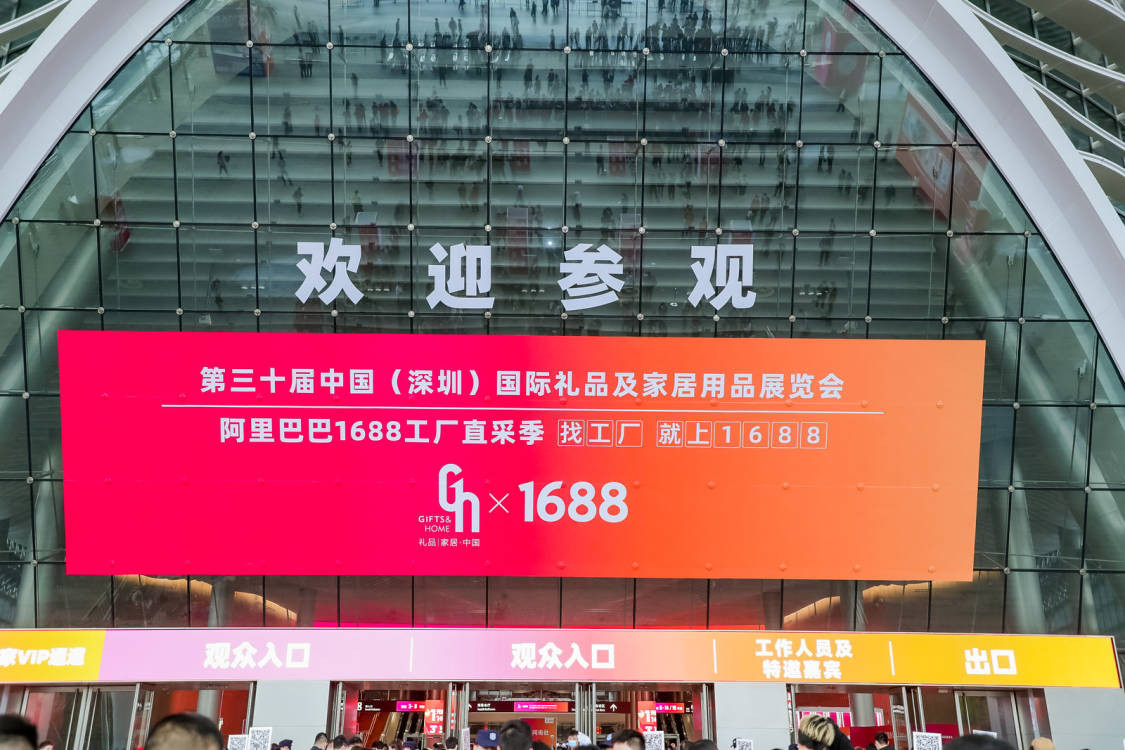 欢迎参观
第三十届中国（深圳）国际礼品及家居用品展览会
阿里巴巴1688工厂直采季 找工厂 就上1688
Gh×1688
GIFTS&
HOME
礼品|家居·中国
家VIP通道
观众入口
观众入口
工作人员及
特邀嘉宾
出口